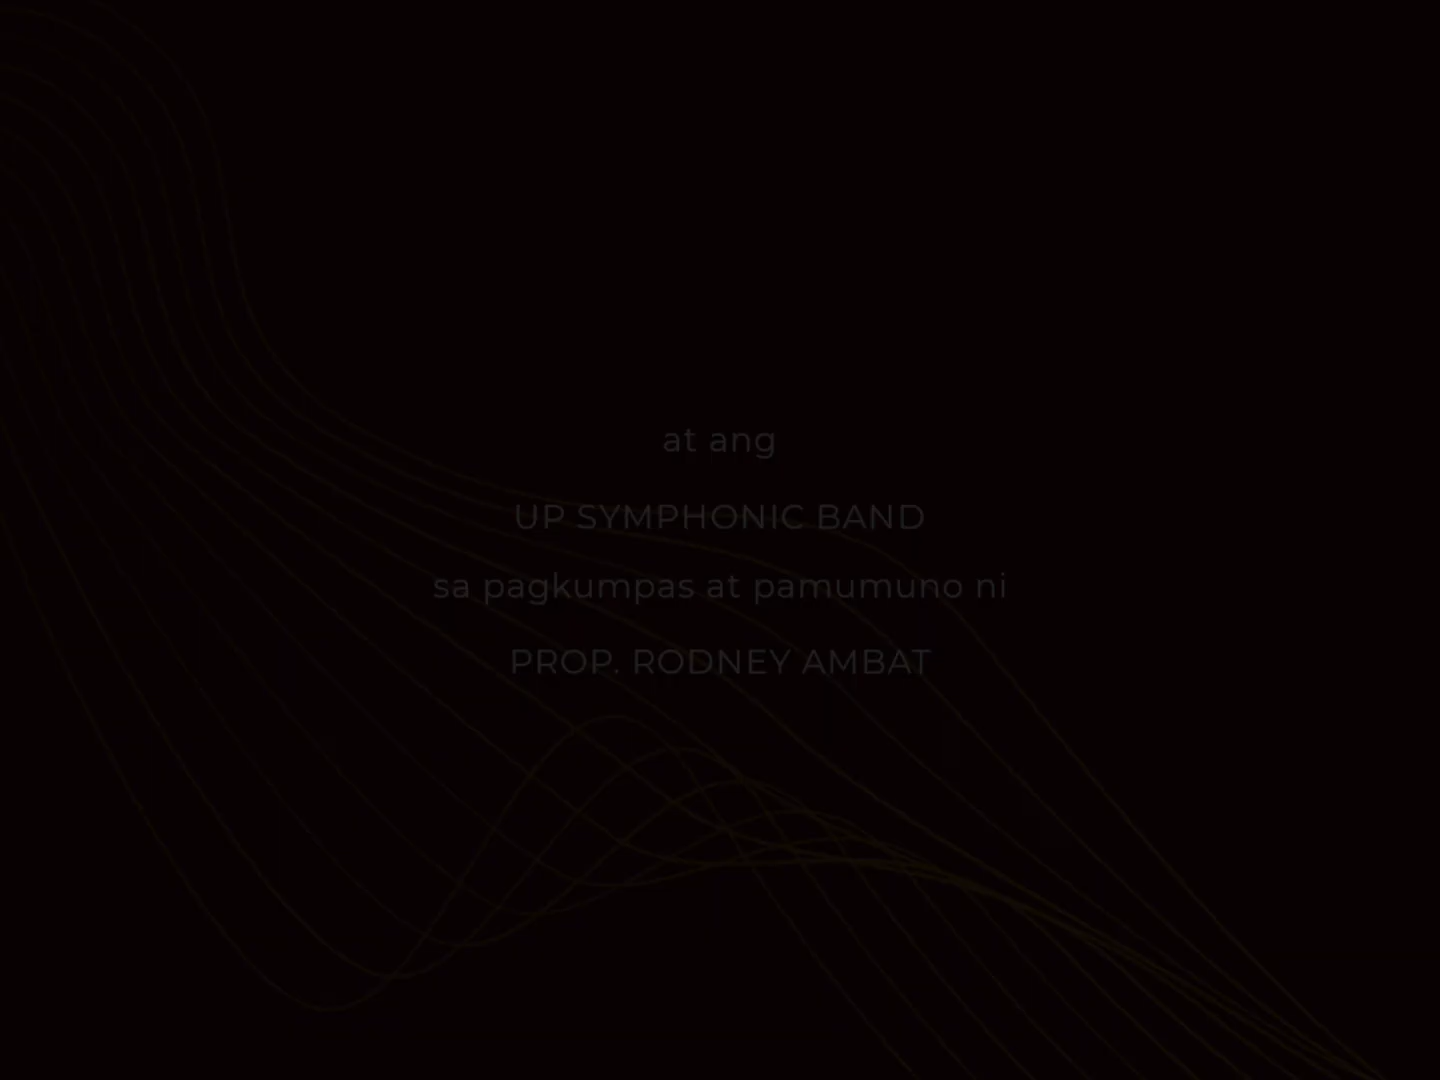 at ang
UP SYMPHONIC BAND
sa pagkumpas at pamumuno ni
PROP. RODNEY AMBAT